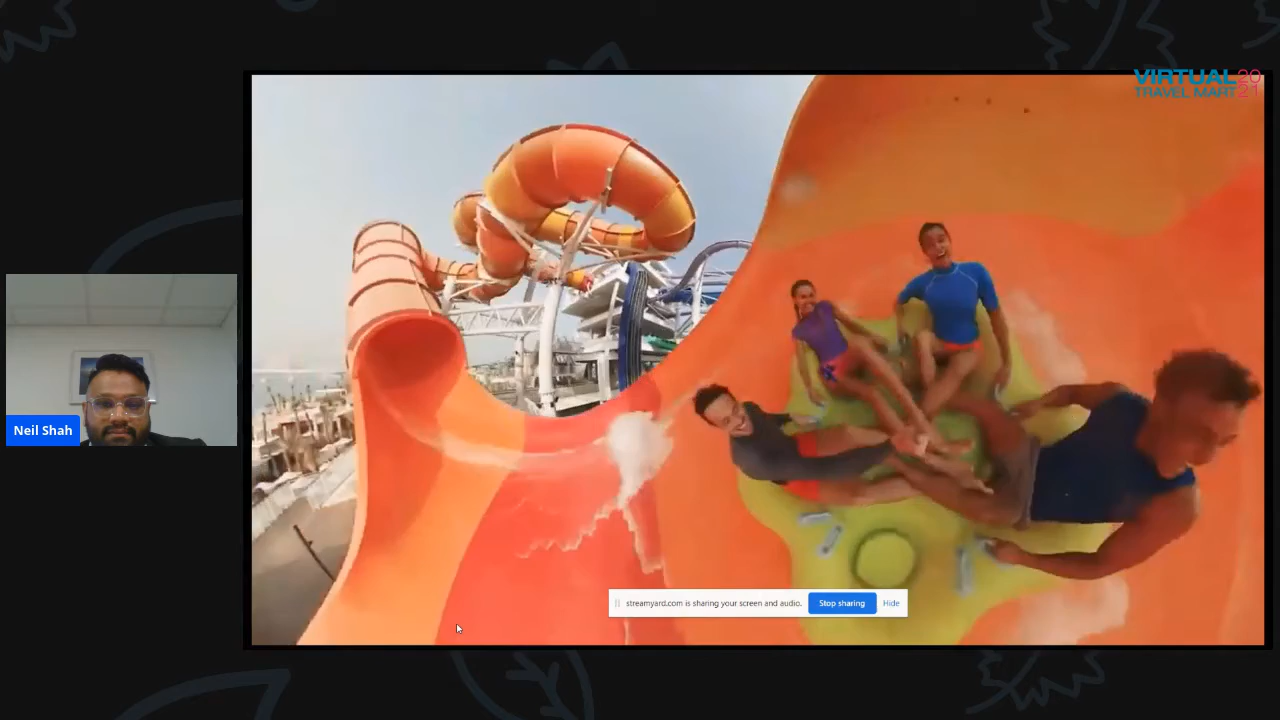 VIRTUAL 20
TRAVEL MART 21
Neil Shah
streamyard.com is sharing your screen and audio.
Stop sharing
Hide